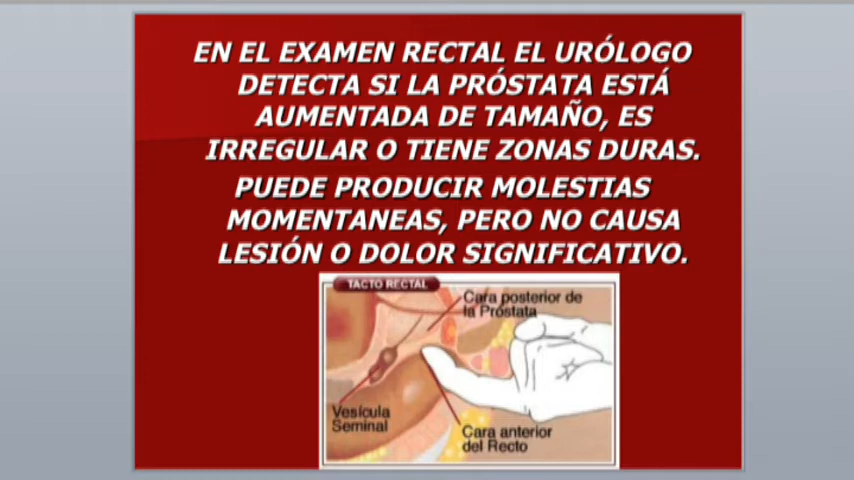 EN EL EXAMEN RECTAL EL URÓLOGO
DETECTA SI LA PRÓSTATA ESTÁ
AUMENTADA DE TAMAÑO, ES
IRREGULAR O TIENE ZONAS DURAS.
PUEDE PRODUCIR MOLESTIAS
MOMENTANEAS, PERO NO CAUSA
LESIÓN O DOLOR SIGNIFICATIVO.
TACTO RECTAL
Cara posterior de
la Próstata
Vesícula
Seminal
Cara anterior
del Recto